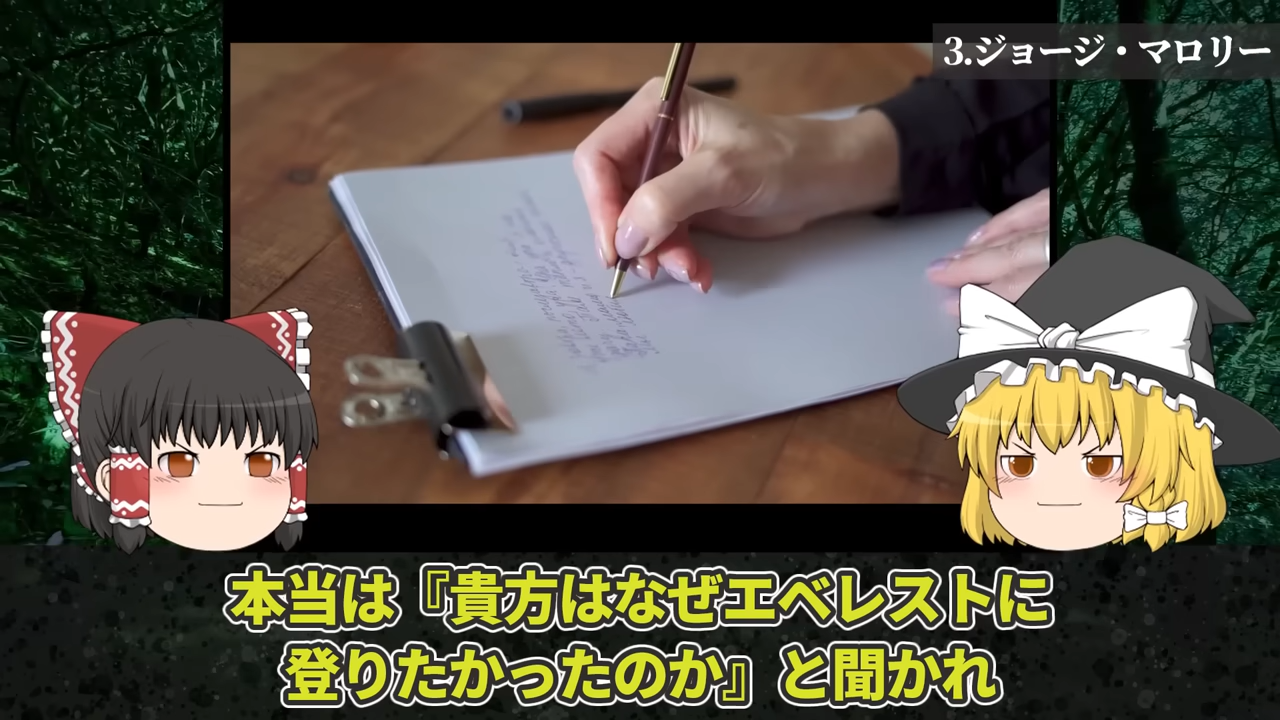 3.ジョージ・マロリー
本当は『貴方はなぜエベレストに
登りたかったのか』と聞かれ